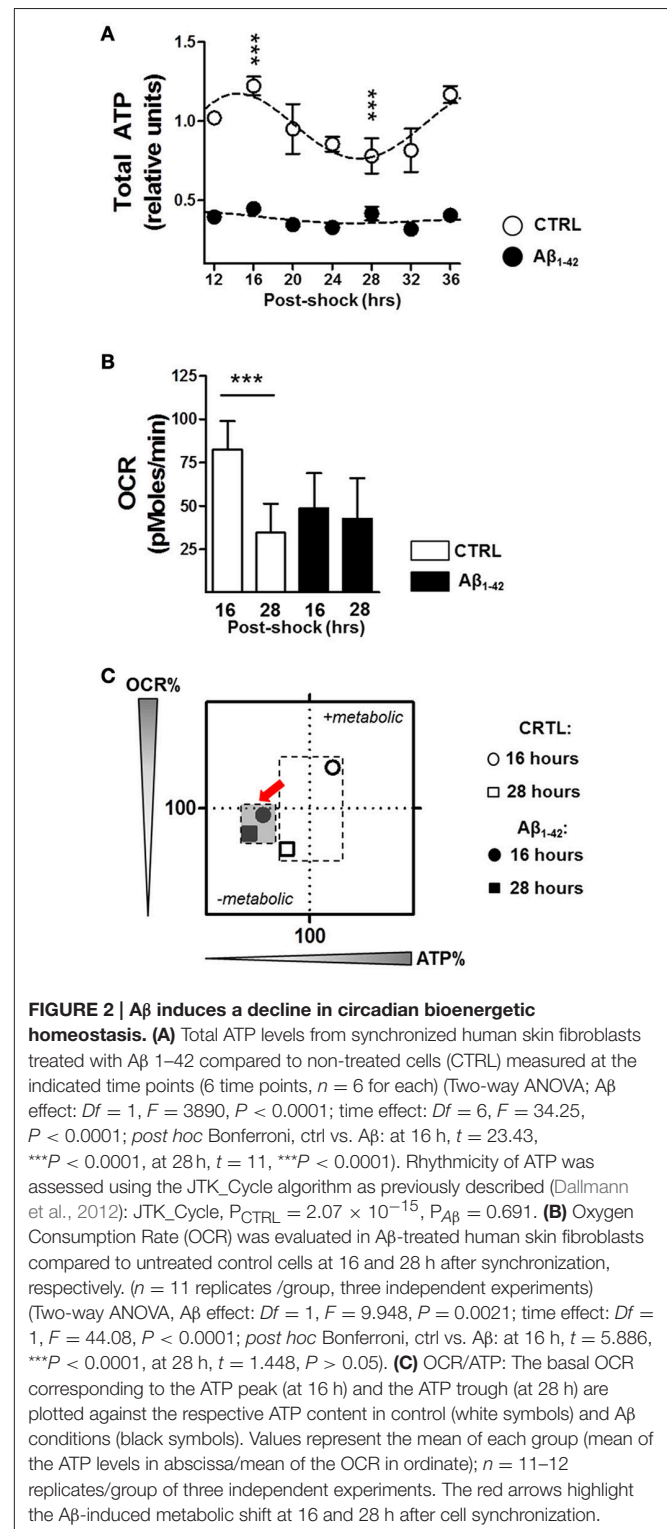 A
Total ATP
(relative units)
1.5
1.0
0.5
***
***
12 16 20 24 28 32 36
Post-shock (hrs)
CTRL
Aβ1-42
B
OCR
(pMoles/min)
125
100
75
50
25
***
16 28 16 28
Post-shock (hrs)
CTRL
Aβ1-42
C
OCR%
+metabolic
100
-metabolic
100
ATP%
CRTL:
16 hours
28 hours
Aβ1-42:
16 hours
28 hours
FIGURE 2 | Aβ induces a decline in circadian bioenergetic
homeostasis. (A) Total ATP levels from synchronized human skin fibroblasts
treated with Aβ 1–42 compared to non-treated cells (CTRL) measured at the
indicated time points (6 time points, n = 6 for each) (Two-way ANOVA; Aβ
effect: Df = 1, F = 3890, P < 0.0001; time effect: Df = 6, F = 34.25,
P < 0.0001; post hoc Bonferroni, ctrl vs. Aβ: at 16 h, t = 23.43,
***P < 0.0001, at 28 h, t = 11, ***P < 0.0001). Rhythmicity of ATP was
assessed using the JTK_Cycle algorithm as previously described (Dallmann
et al., 2012): JTK_Cycle, PCTRL = 2.07 × 10−15, PAβ = 0.691. (B) Oxygen
Consumption Rate (OCR) was evaluated in Aβ-treated human skin fibroblasts
compared to untreated control cells at 16 and 28 h after synchronization,
respectively. (n = 11 replicates /group, three independent experiments)
(Two-way ANOVA, Aβ effect: Df = 1, F = 9.948, P = 0.0021; time effect: Df =
1, F = 44.08, P < 0.0001; post hoc Bonferroni, ctrl vs. Aβ: at 16 h, t = 5.886,
***P < 0.0001, at 28 h, t = 1.448, P > 0.05). (C) OCR/ATP: The basal OCR
corresponding to the ATP peak (at 16 h) and the ATP trough (at 28 h) are
plotted against the respective ATP content in control (white symbols) and Aβ
conditions (black symbols). Values represent the mean of each group (mean of
the ATP levels in abscissa/mean of the OCR in ordinate); n = 11–12
replicates/group of three independent experiments. The red arrows highlight
the Aβ-induced metabolic shift at 16 and 28 h after cell synchronization.